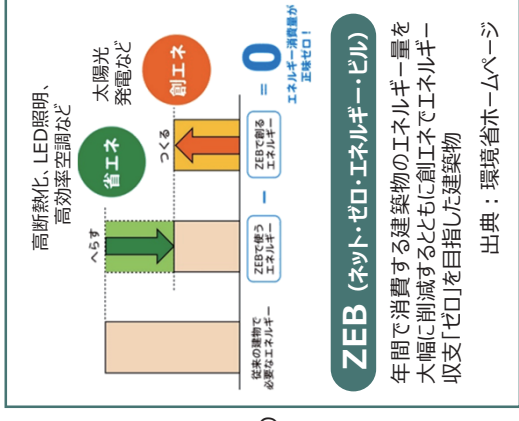 高断熱化、LED照明、
高効率空調など
太陽光
発電など
省エネ
創エネ
へらす
つくる
従来の建物で
必要なエネルギー
ZEBで使う
エネルギー
−
ZEBで創る
エネルギー
= 0
エネルギー消費量が
正味ゼロ!
ZEB（ネット・ゼロ・エネルギー・ビル）
年間で消費する建築物のエネルギー量を
大幅に削減するとともに創エネでエネルギー
収支「ゼロ」を目指した建築物
出典：環境省ホームページ